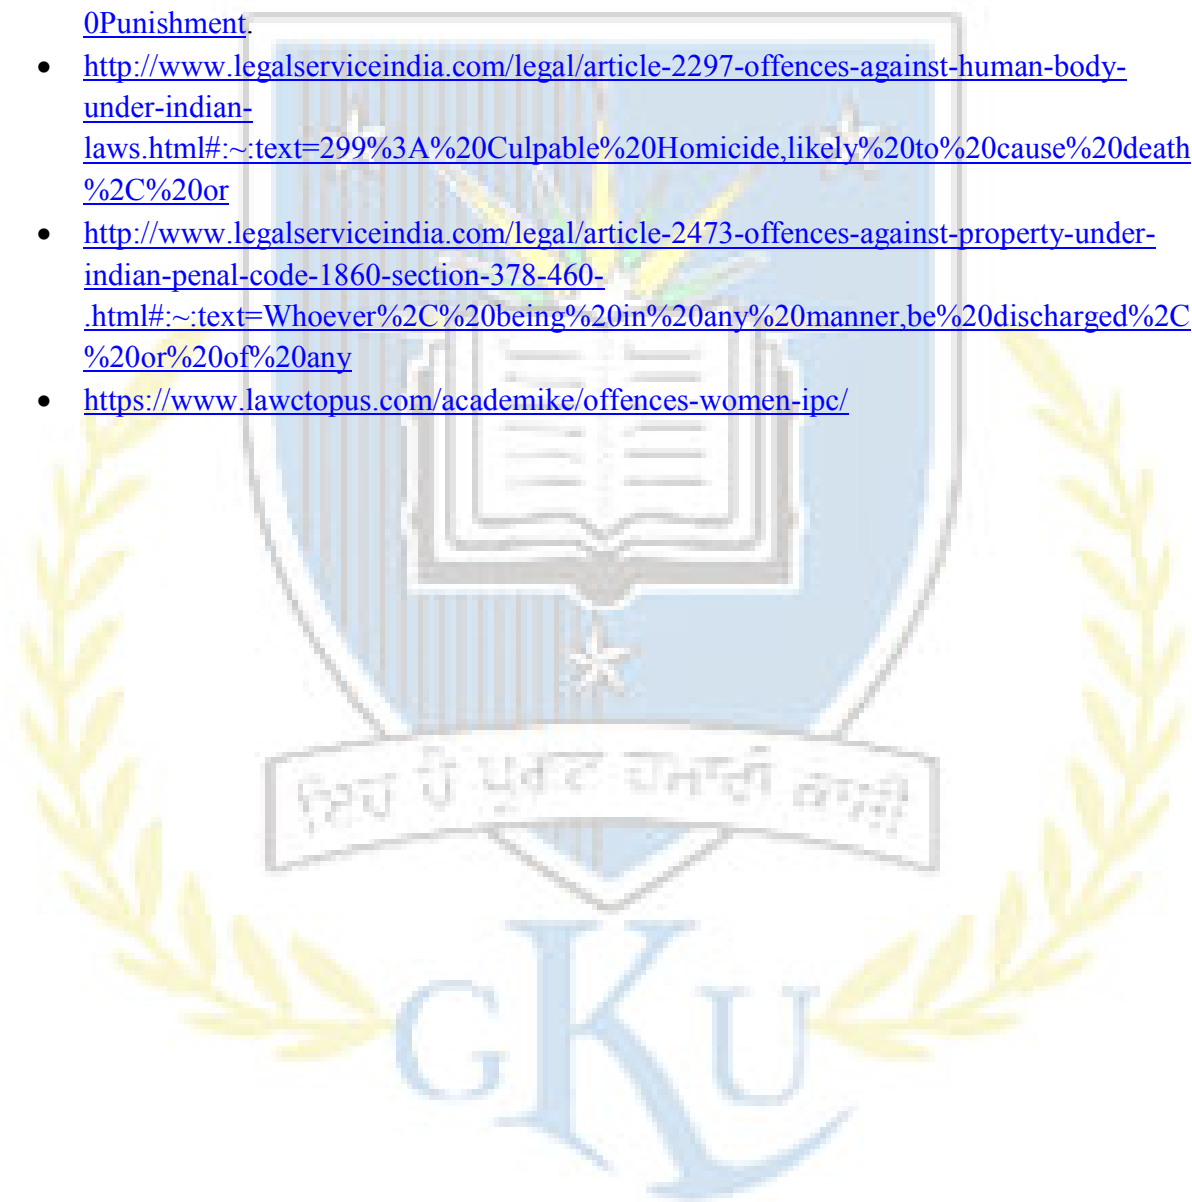 0Punishment.
• http://www.legalserviceindia.com/legal/article-2297-offences-against-human-body-
under-indian-
laws.html#:~:text=299%3A%20Culpable%20Homicide,likely%20to%20cause%20death
%2C%20or
• http://www.legalserviceindia.com/legal/article-2473-offences-against-property-under-
indian-penal-code-1860-section-378-460-
.html#:~:text=Whoever%2C%20being%20in%20any%20manner,be%20discharged%2C
%20or%20of%20any
• https://www.lawctopus.com/academike/offences-women-ipc/
GKU